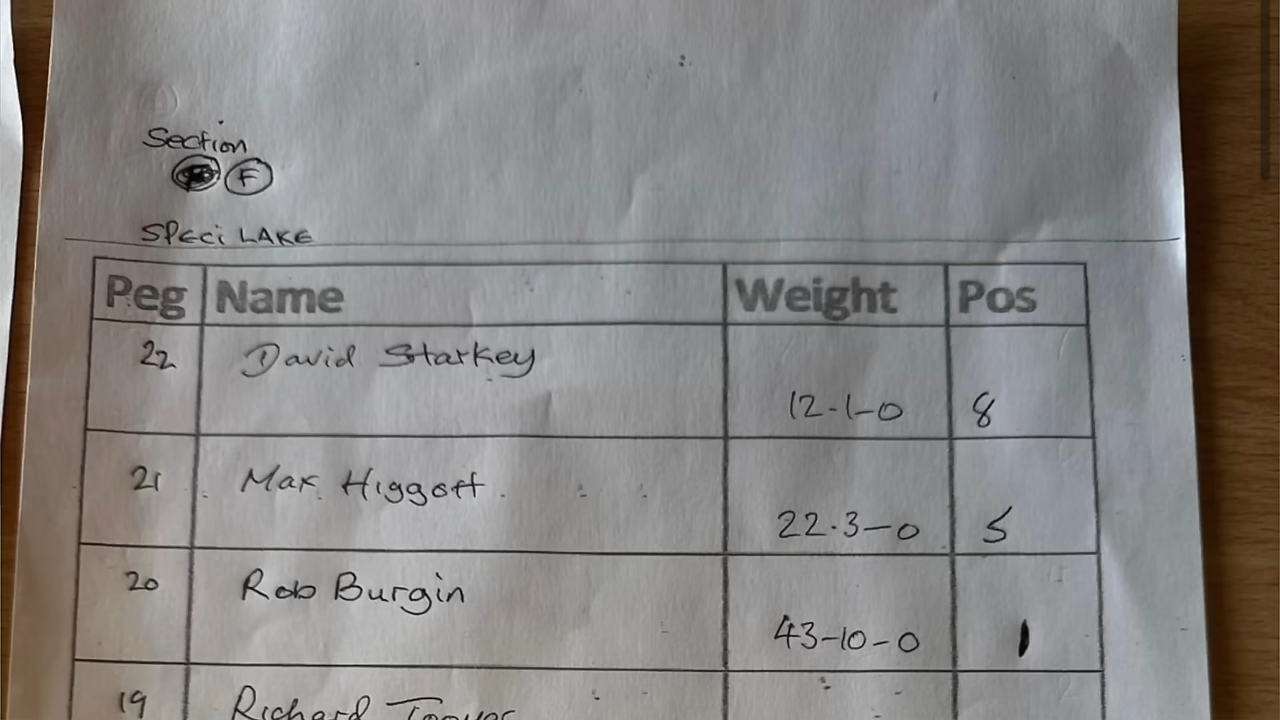 Section
F
SPECi LAKE
Peg Name Weight Pos
22 David Starkey 12-1-0 8
21 Max Higgott 22.3-0 5
20 Rob Burgin 43-10-0 1
19 Richard